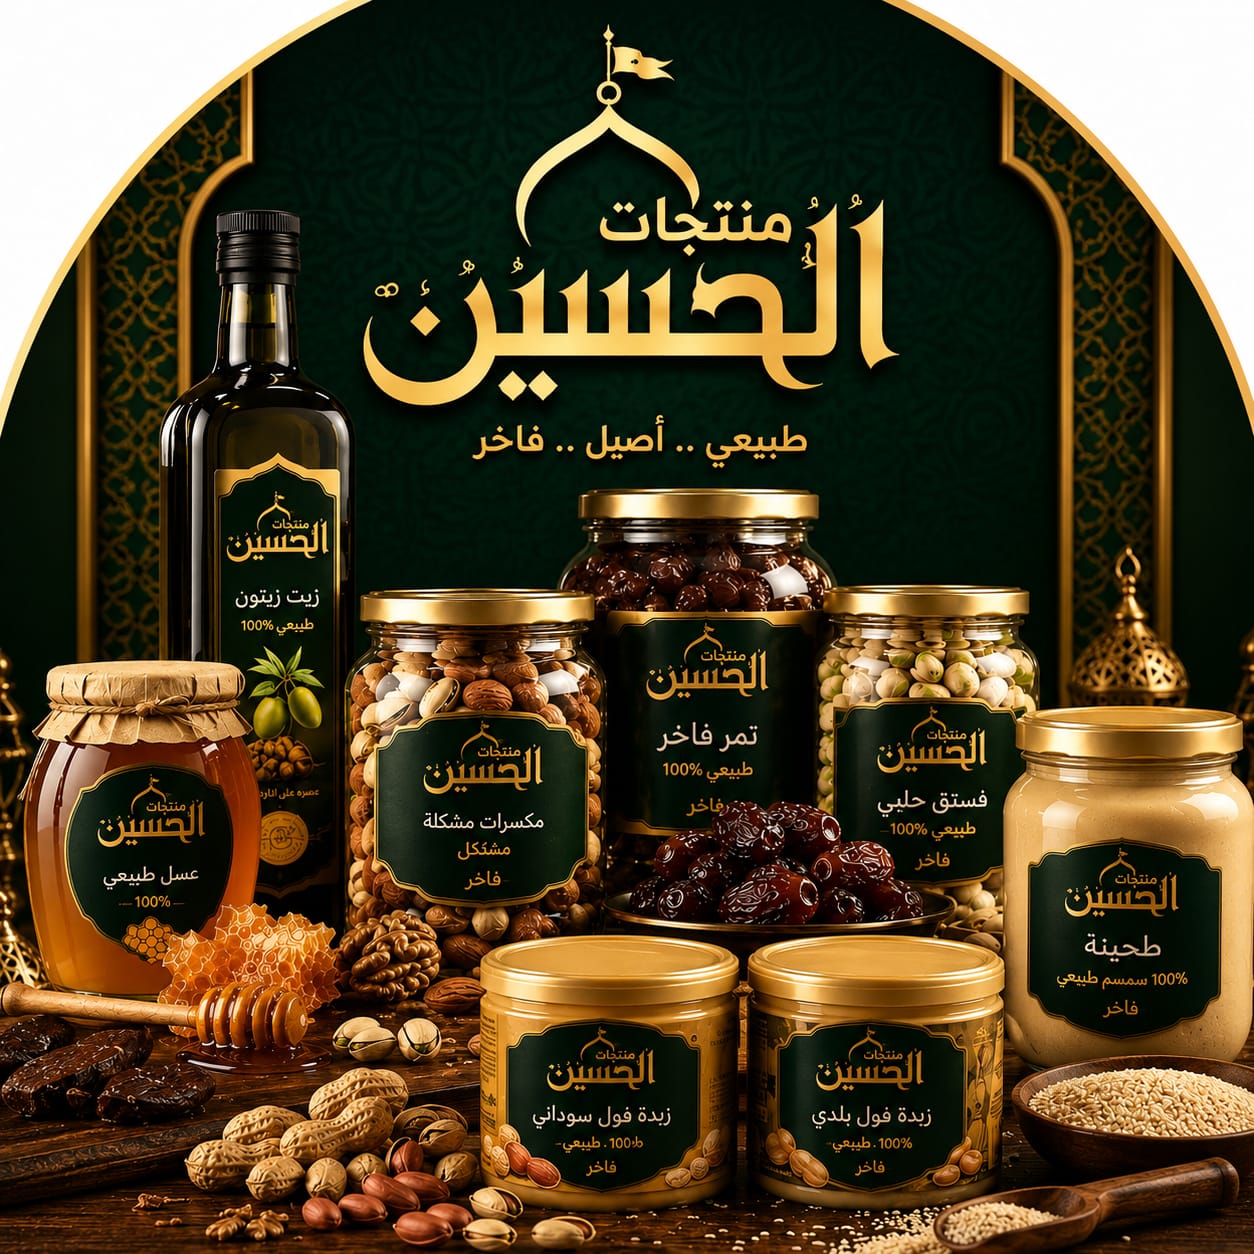 منتجات
الحسين
طبيعي .. أصيل .. فاخر
منتجات
الحسين
زيت زيتون
100% طبيعي
منتجات
الحسين
تمر فاخر
100% طبيعي
فاخر
منتجات
الحسين
مكسرات مشكلة
مشكل
فاخر
منتجات
الحسين
فستق حلبي
100% طبيعي
فاخر
منتجات
الحسين
عسل طبيعي
100%
منتجات
الحسين
طحينة
100% سمسم طبيعي
فاخر
منتجات
الحسين
زبدة فول سوداني
100% . طبيعي
فاخر
منتجات
الحسين
زبدة فول بلدي
100% . طبيعي
فاخر